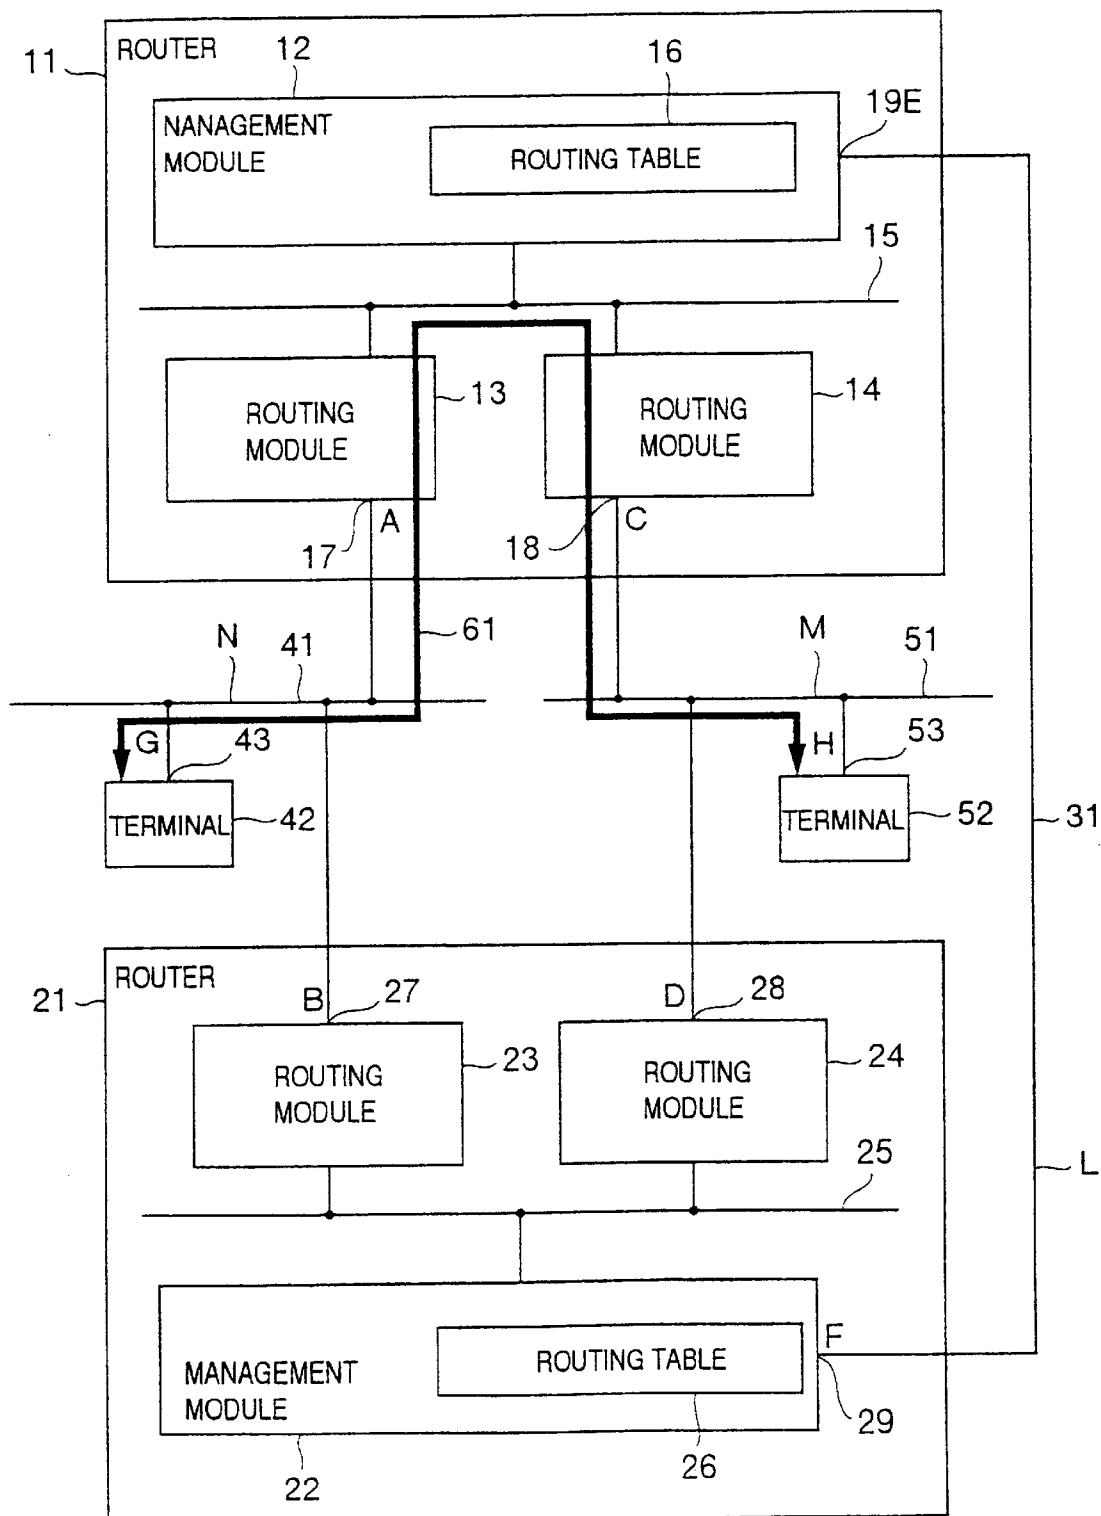 ROUTER
11
12
16
19E
NANAGEMENT
MODULE
ROUTING TABLE
15
13
14
ROUTING
MODULE
ROUTING
MODULE
A
17
18
C
61
N
41
M
51
G
43
H
53
TERMINAL
42
TERMINAL
52
31
ROUTER
21
B
27
D
28
23
24
ROUTING
MODULE
ROUTING
MODULE
25
L
F
ROUTING TABLE
MANAGEMENT
MODULE
29
22
26